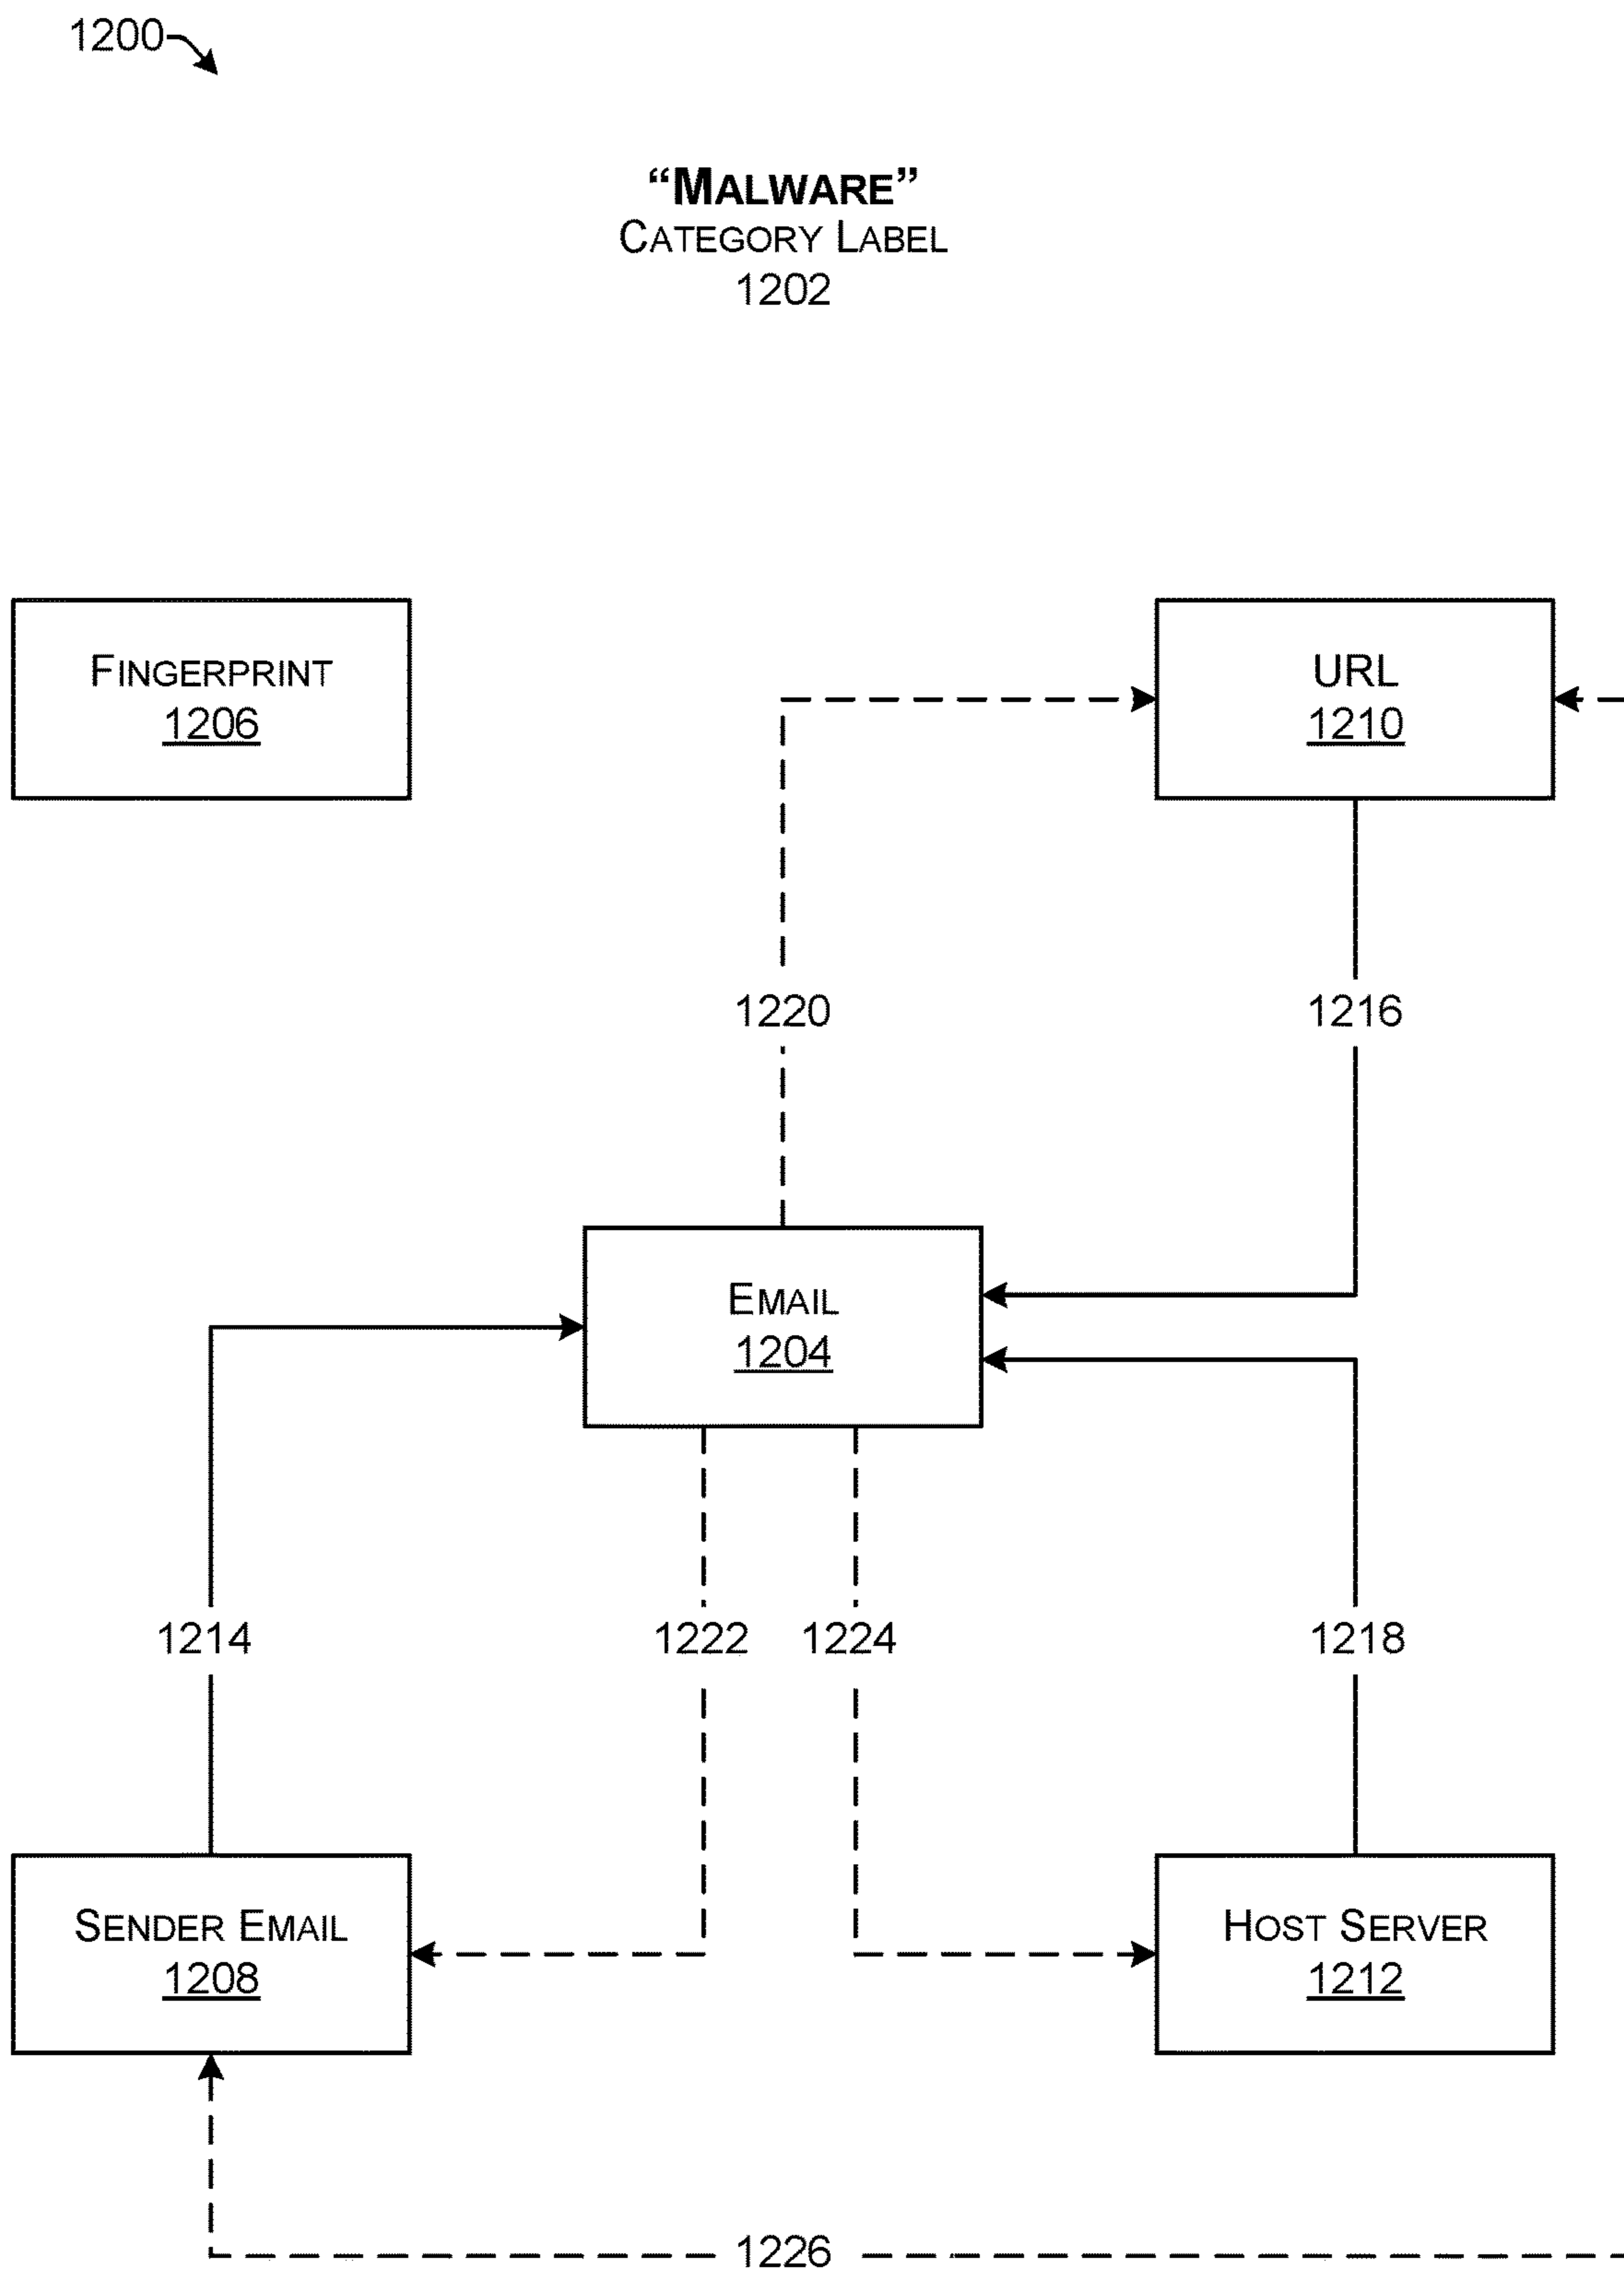 1200
“MALWARE”
CATEGORY LABEL
1202
FINGERPRINT
1206
URL
1210
1220
1216
EMAIL
1204
1214
1222
1224
1218
SENDER EMAIL
1208
HOST SERVER
1212
1226